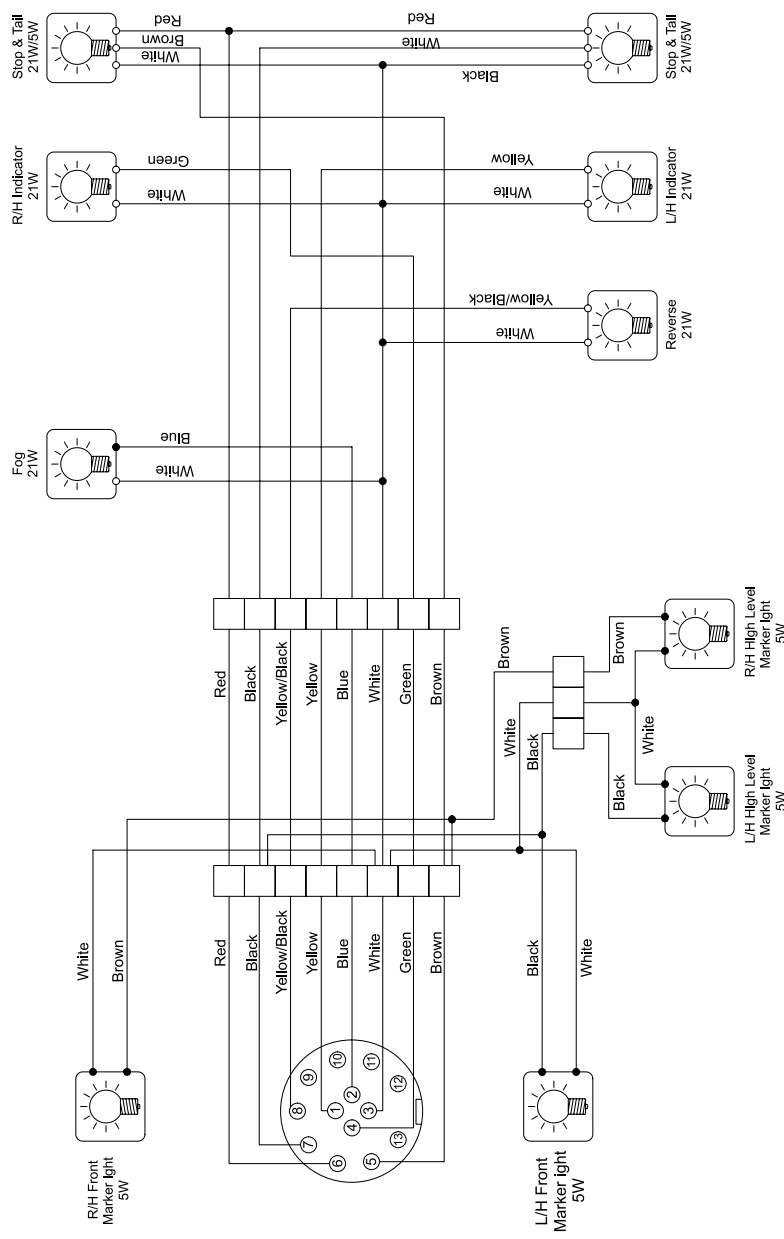 Stop & Tail
21W/5W
Red
Brown
White
Red
White
Black
Stop & Tail
21W/5W
R/H Indicator
21W
Green
White
Yellow
White
L/H Indicator
21W
Yellow/Black
White
Reverse
21W
Fog
21W
Blue
White
Red
Black
Yellow/Black
Yellow
Blue
White
Green
Brown
Brown
White
Black
Brown
White
Black
R/H High Level
Marker light
5W
L/H High Level
Marker light
5W
White
Brown
Red
Black
Yellow/Black
Yellow
Blue
White
Green
Brown
Black
White
R/H Front
Marker light
5W
1
2
3
4
5
6
7
8
9
10
11
12
13
L/H Front
Marker ight
5W